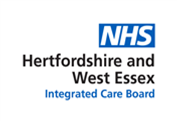 NHS
Hertfordshire and
West Essex
Integrated Care Board